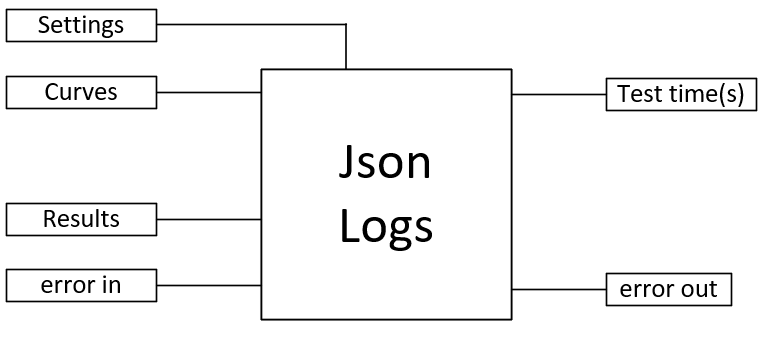 Settings
Curves
Results
error in
Json
Logs
Test time(s)
error out